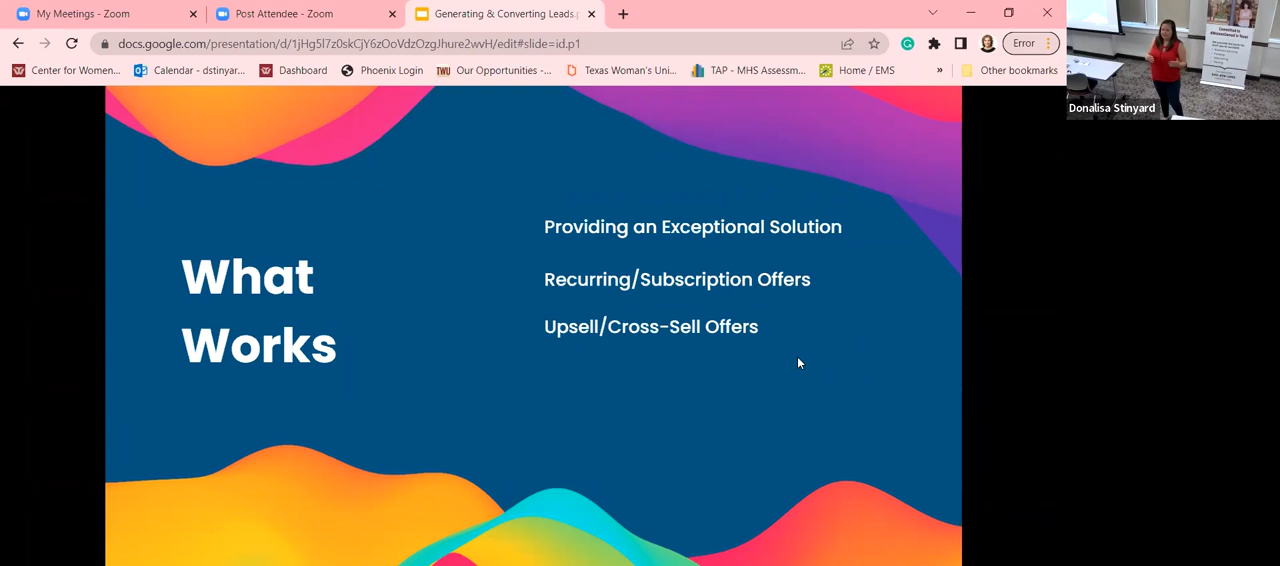 My Meetings - Zoom
Post Attendee - Zoom
Generating & Converting Leads.p
docs.google.com/presentation/d/1jHg5l7z0skCjY6zOoVdzOzgJhurezwvH/edit#slide=id.p1
Error
Center for Women...
Calendar - dstinyar...
Dashboard
Phoenix Login
Our Opportunities -...
Texas Woman's Uni...
TAP - MHS Assessm...
Home / EMS
»
Other bookmarks
Donalisa Stinyard
What
Works
Providing an Exceptional Solution
Recurring/Subscription Offers
Upsell/Cross-Sell Offers